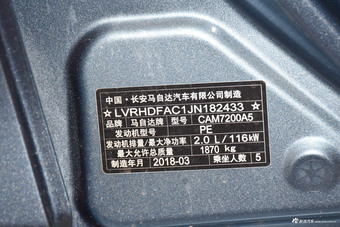 中国·长安马自达汽车有限公司制造
☆LVRHDFAC1JN182433☆
品牌 马自达牌 型号 CAM7200A5
发动机型号 PE
发动机排量/最大净功率 2.0 L/116kW
最大允许总质量 1870 kg
制造年月 2018-03 乘坐人数 5